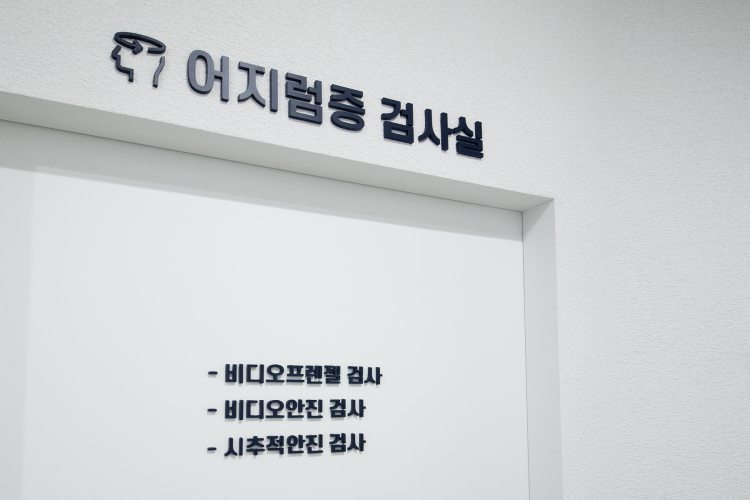 어지럼증 검사실
- 비디오프렌젤 검사
- 비디오안진 검사
- 시추적안진 검사